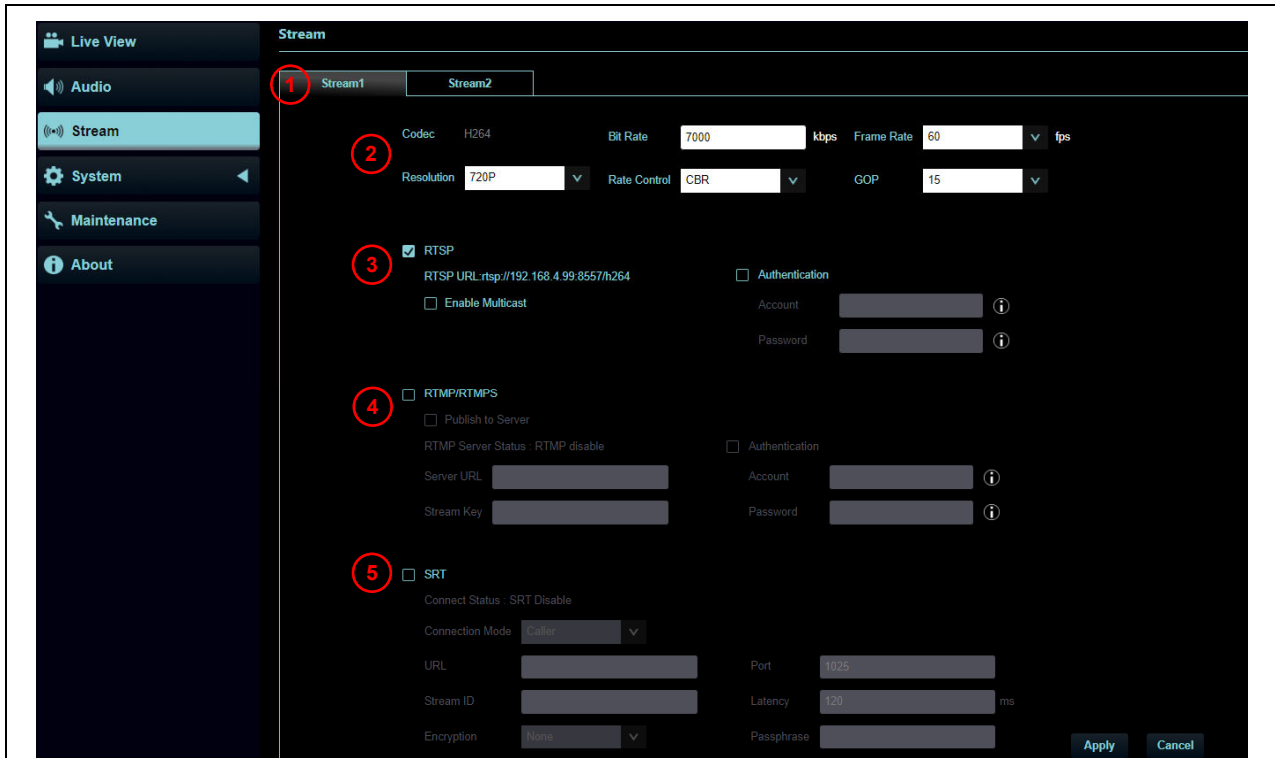 Live View
Audio
Stream
System
Maintenance
About
Stream
1 Stream1 Stream2
2
Codec H264 Bit Rate 7000 kbps Frame Rate 60 fps
Resolution 720P Rate Control CBR GOP 15
3
RTSP
RTSP URL:rtsp://192.168.4.99:8557/h264 Authentication
Enable Multicast Account
Password
4
RTMP/RTMPS
Publish to Server
RTMP Server Status : RTMP disable Authentication
Server URL Account
Stream Key Password
5
SRT
Connect Status : SRT Disable
Connection Mode Caller
URL Port 1025
Stream ID Latency 120 ms
Encryption None Passphrase
Apply Cancel